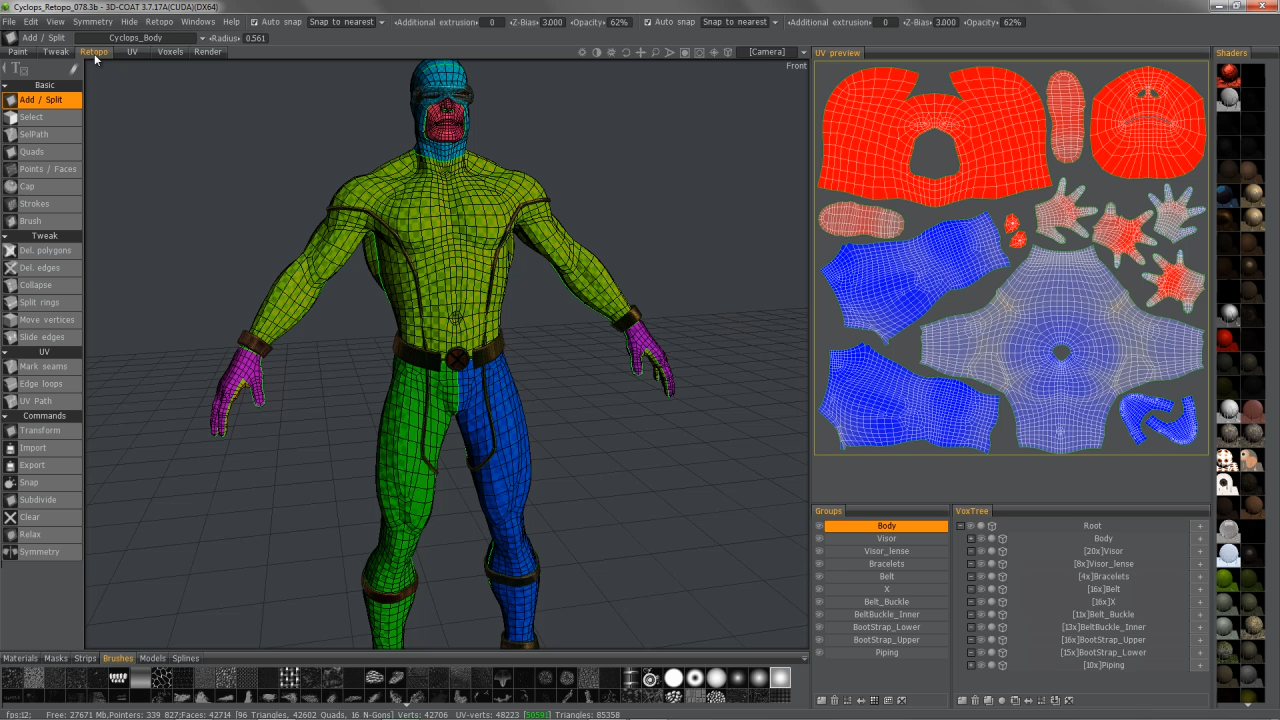 Cyclops_Retopo_078.3b - 3D-COAT 3.7.17A(CUDA)(DX64)
File Edit View Symmetry Hide Retopo Windows Help Auto snap Snap to nearest Additional extrusion: 0 Z-Bias: 3.000 Opacity: 62% Auto snap Snap to nearest Additional extrusion: 0 Z-Bias: 3.000 Opacity: 62%
Add / Split Cyclops_Body Radius: 0.561
Paint Tweak Retopo UV Voxels Render [Camera]
Front
Basic
Add / Split
Select
SelPath
Quads
Points / Faces
Cap
Strokes
Brush
Tweak
Del. polygons
Del. edges
Collapse
Split rings
Move vertices
Slide edges
UV
Mark seams
Edge loops
UV Path
Commands
Transform
Import
Export
Snap
Subdivide
Clear
Relax
Symmetry
UV preview
Shaders
Groups
Body
Visor
Visor_lense
Bracelets
Belt
X
Belt_Buckle
BeltBuckle_Inner
BootStrap_Lower
BootStrap_Upper
Piping
VoxTree
Root
Body
[20x]Visor
[8x]Visor_lense
[4x]Bracelets
[16x]Belt
[16x]X
[11x]Belt_Buckle
[13x]BeltBuckle_Inner
[16x]BootStrap_Upper
[15x]BootStrap_Lower
[10x]Piping
Materials Masks Strips Brushes Models Splines
fps:12; Free: 27671 Mb,Pointers: 339 827;Faces: 42714 [96 Triangles, 42602 Quads, 16 N-Gons] Verts: 42706 UV-verts: 48223 [5059] Triangles: 85358